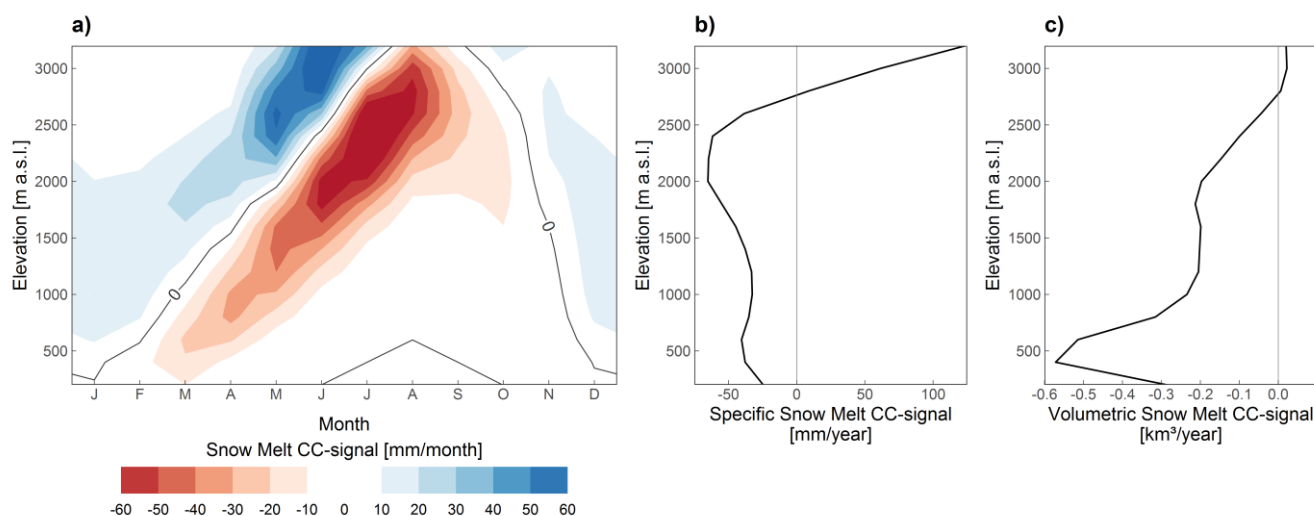 a)
Elevation [m a.s.l.]
3000
2500
2000
1500
1000
500
0
0
J F M A M J J A S O N D
Month
Snow Melt CC-signal [mm/month]
-60 -50 -40 -30 -20 -10 0 10 20 30 40 50 60
b)
Elevation [m a.s.l.]
3000
2500
2000
1500
1000
500
-50 0 50 100
Specific Snow Melt CC-signal
[mm/year]
c)
Elevation [m a.s.l.]
3000
2500
2000
1500
1000
500
-0.6 -0.5 -0.4 -0.3 -0.2 -0.1 0.0
Volumetric Snow Melt CC-signal
[km³/year]